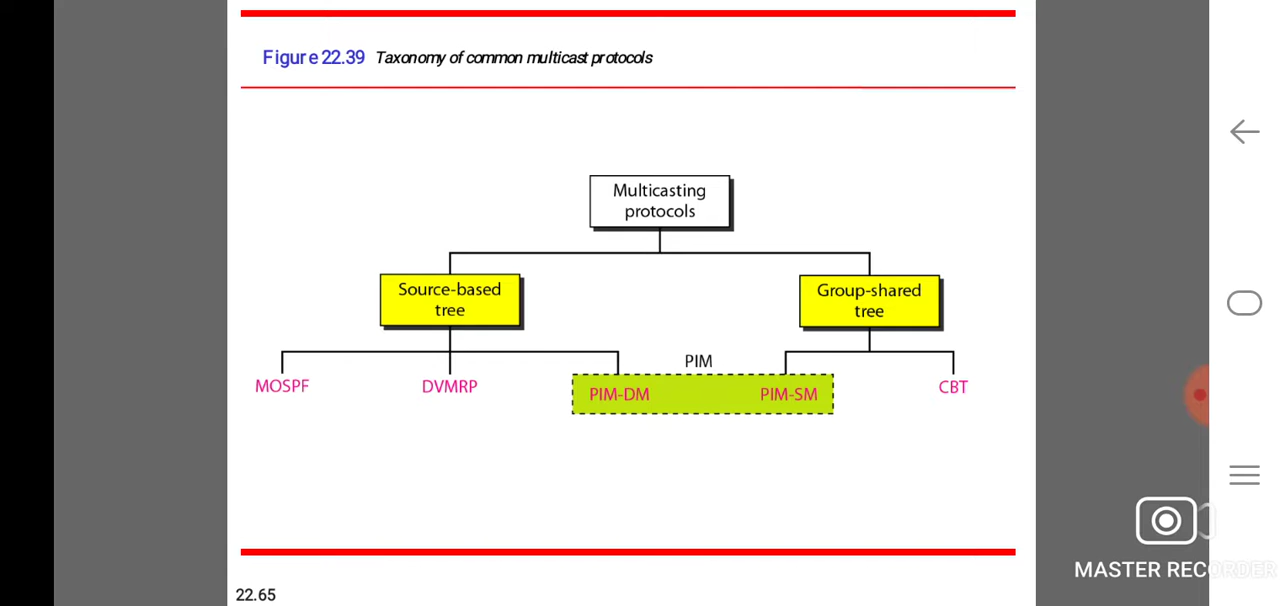 Figure 22.39 Taxonomy of common multicast protocols
Multicasting
protocols
Source-based
tree
Group-shared
tree
PIM
MOSPF
DVMRP
PIM-DM
PIM-SM
CBT
MASTER RECORDER
22.65